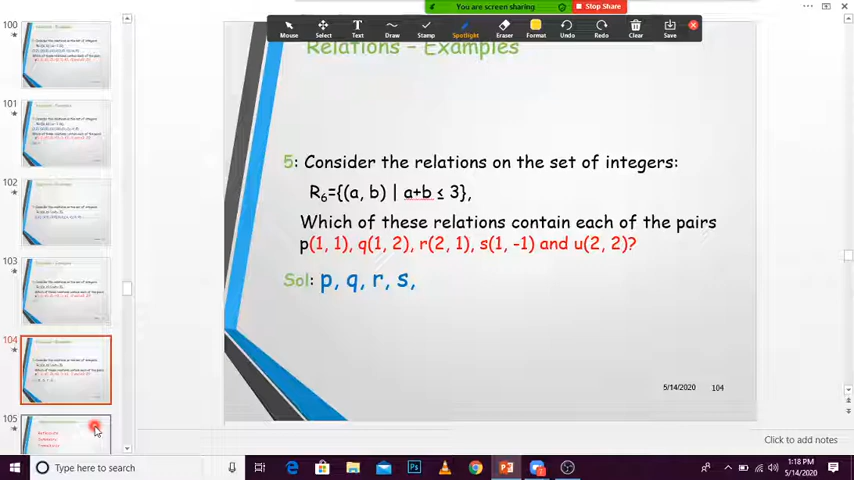 You are screen sharing
Stop Share
Mouse
Select
Text
Draw
Stamp
Spotlight
Eraser
Format
Undo
Redo
Clear
Save
Relations – Examples
5: Consider the relations on the set of integers:
R6={(a, b) | a+b ≤ 3},
Which of these relations contain each of the pairs
p(1, 1), q(1, 2), r(2, 1), s(1, -1) and u(2, 2)?
Sol: p, q, r, s,
5/14/2020 104
100
101
102
103
104
105
Click to add notes
Type here to search
1:18 PM
5/14/2020